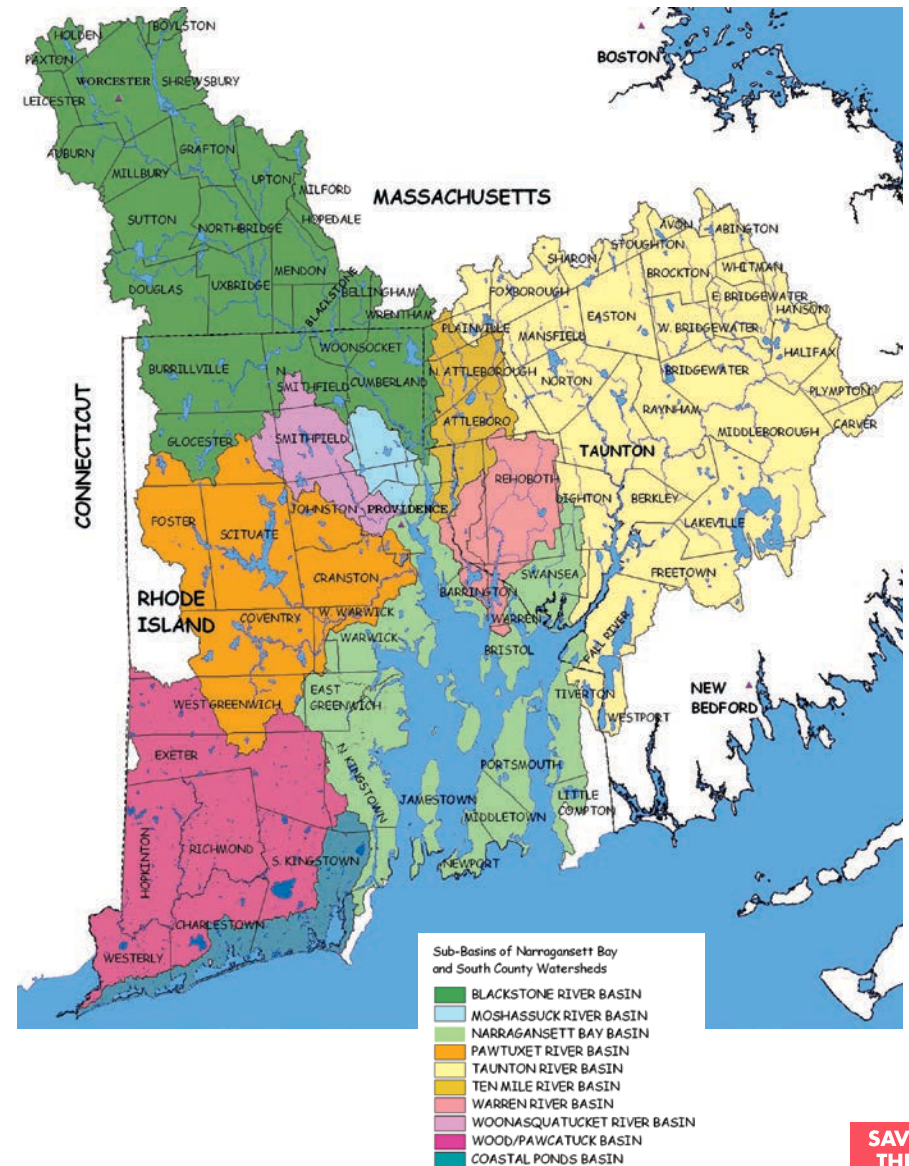 BOYLSTON
HOLDEN
BOSTON
PAXTON
WORCESTER
SHREWSBURY
LEICESTER
AUBURN
GRAFTON
MILLBURY
UPTON
MILFORD
MASSACHUSETTS
SUTTON
HOPEDALE
NORTHBRIDGE
AVON
ABINGTON
STOUGHTON
SHARON
MENDON
BROCKTON
WHITMAN
DOUGLAS
UXBRIDGE
BLACKSTONE
BELLINGHAM
FOXBOROUGH
E. BRIDGEWATER
HANSON
WRENTHAM
EASTON
PLAINVILLE
MANSFIELD
W. BRIDGEWATER
WOONSOCKET
HALIFAX
BURRILLVILLE
N.
SMITHFIELD
CUMBERLAND
N. ATTLEBOROUGH
NORTON
BRIDGEWATER
PLYMPTON
RAYNHAM
ATTLEBORO
CARVER
MIDDLEBOROUGH
CONNECTICUT
GLOCESTER
SMITHFIELD
TAUNTON
REHOBOTH
DIGHTON
BERKLEY
JOHNSTON
PROVIDENCE
FOSTER
SCITUATE
LAKEVILLE
CRANSTON
SWANSEA
FREETOWN
BARRINGTON
RHODE
ISLAND
COVENTRY
W. WARWICK
WARREN
WARWICK
BRISTOL
FALL RIVER
EAST
GREENWICH
WEST GREENWICH
TIVERTON
NEW
BEDFORD
WESTPORT
EXETER
N. KINGSTOWN
PORTSMOUTH
JAMESTOWN
LITTLE
COMPTON
MIDDLETOWN
HOPKINTON
RICHMOND
S. KINGSTOWN
NEWPORT
CHARLESTOWN
WESTERLY
Sub-Basins of Narragansett Bay
and South County Watersheds
BLACKSTONE RIVER BASIN
MOSHASSUCK RIVER BASIN
NARRAGANSETT BAY BASIN
PAWTUXET RIVER BASIN
TAUNTON RIVER BASIN
TEN MILE RIVER BASIN
WARREN RIVER BASIN
WOONASQUATUCKET RIVER BASIN
WOOD/PAWCATUCK BASIN
COASTAL PONDS BASIN